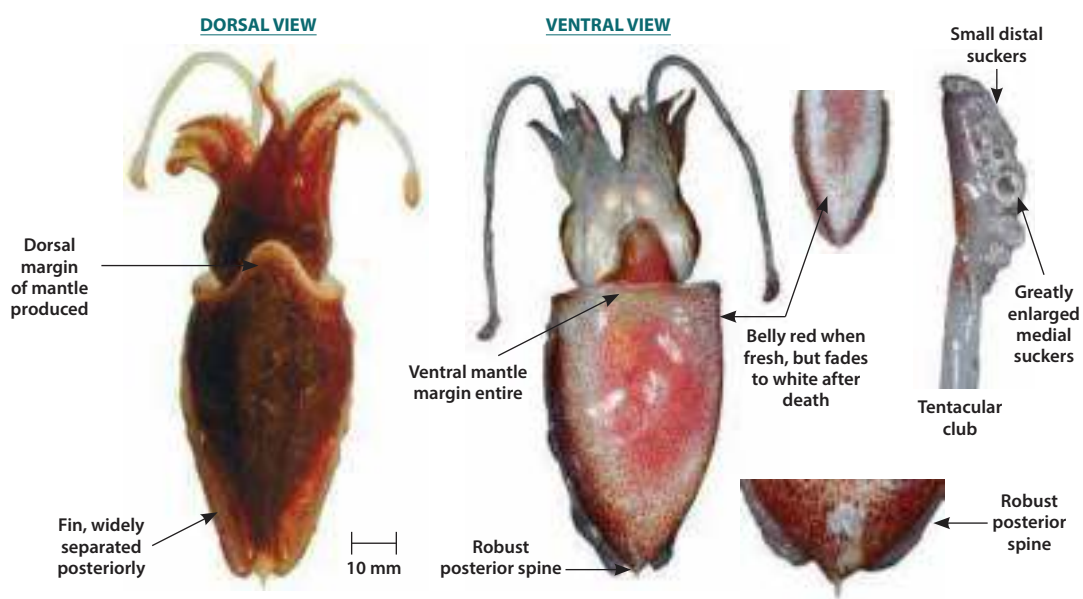 DORSAL VIEW
VENTRAL VIEW
Small distal
suckers
Dorsal
margin
of mantle
produced
Greatly
enlarged
medial
suckers
Belly red when
fresh, but fades
to white after
death
Ventral mantle
margin entire
Tentacular
club
Fin, widely
separated
posteriorly
10 mm
Robust
posterior spine
Robust
posterior
spine